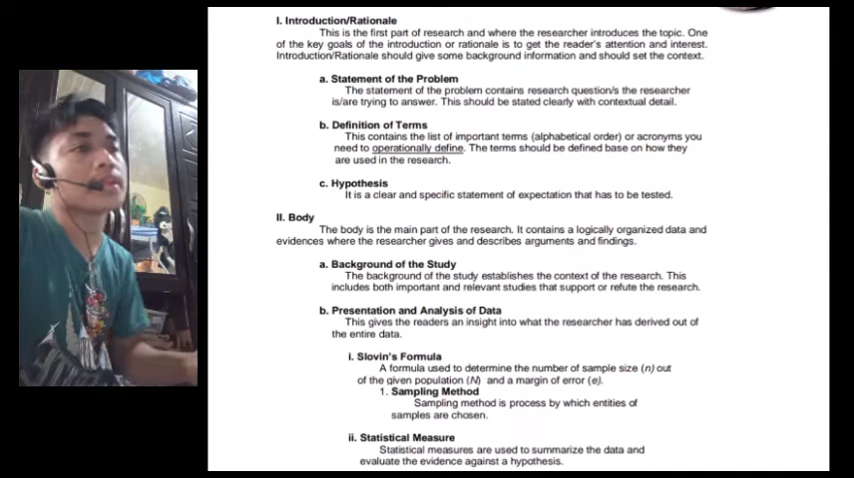 I. Introduction/Rationale
This is the first part of research and where the researcher introduces the topic. One
of the key goals of the introduction or rationale is to get the reader's attention and interest.
Introduction/Rationale should give some background information and should set the context.
a. Statement of the Problem
The statement of the problem contains research question/s the researcher
is/are trying to answer. This should be stated clearly with contextual detail.
b. Definition of Terms
This contains the list of important terms (alphabetical order) or acronyms you
need to operationally define. The terms should be defined base on how they
are used in the research.
c. Hypothesis
It is a clear and specific statement of expectation that has to be tested.
II. Body
The body is the main part of the research. It contains a logically organized data and
evidences where the researcher gives and describes arguments and findings.
a. Background of the Study
The background of the study establishes the context of the research. This
includes both important and relevant studies that support or refute the research.
b. Presentation and Analysis of Data
This gives the readers an insight into what the researcher has derived out of
the entire data.
i. Slovin's Formula
A formula used to determine the number of sample size (n) out
of the given population (N) and a margin of error (e).
1. Sampling Method
Sampling method is process by which entities of
samples are chosen.
ii. Statistical Measure
Statistical measures are used to summarize the data and
evaluate the evidence against a hypothesis.